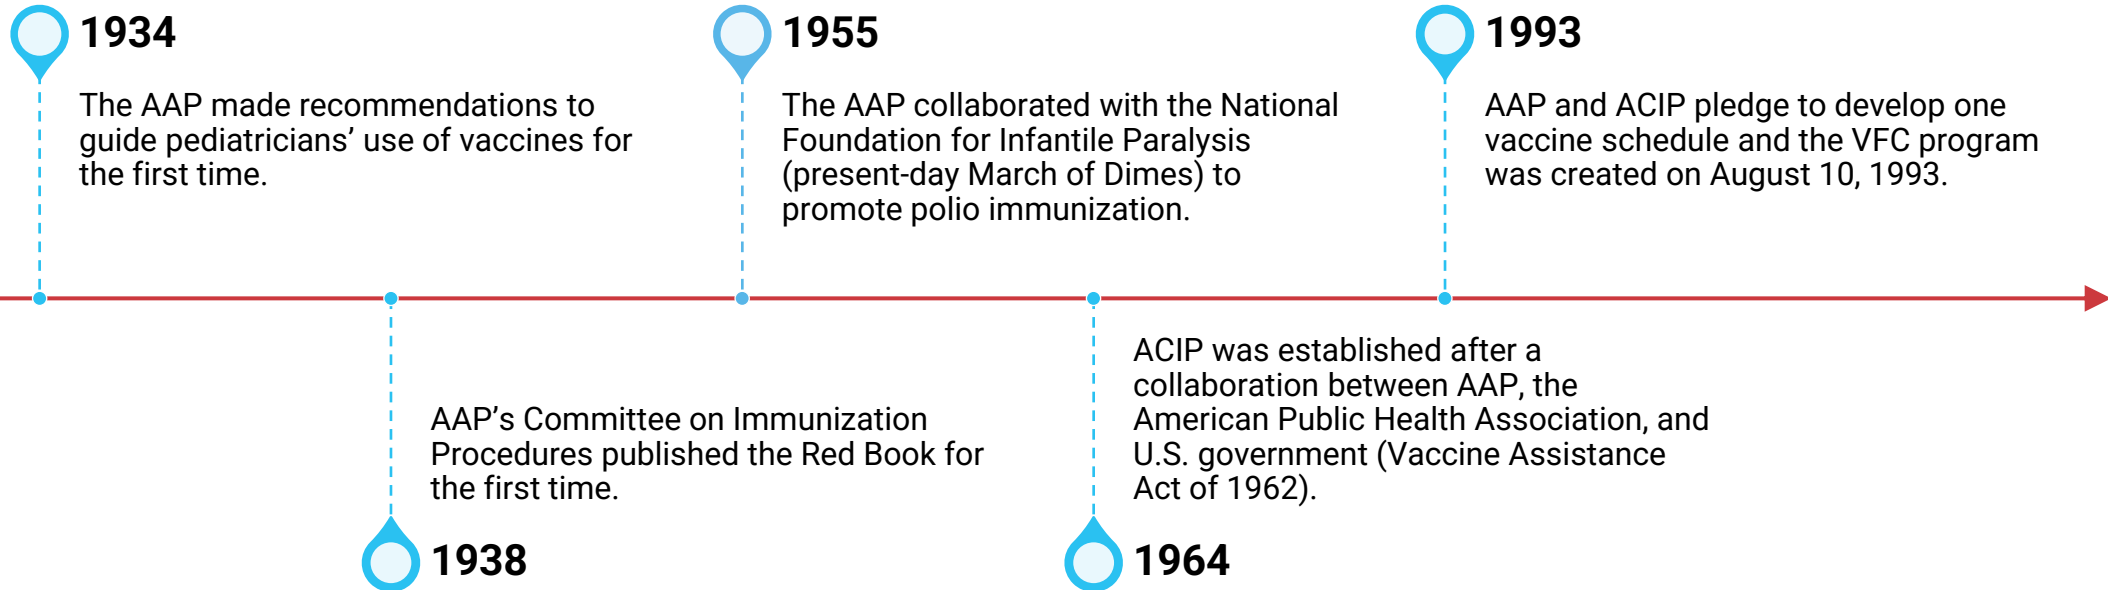 1934
The AAP made recommendations to
guide pediatricians’ use of vaccines for
the first time.
1955
The AAP collaborated with the National
Foundation for Infantile Paralysis
(present-day March of Dimes) to
promote polio immunization.
1993
AAP and ACIP pledge to develop one
vaccine schedule and the VFC program
was created on August 10, 1993.
AAP’s Committee on Immunization
Procedures published the Red Book for
the first time.
1938
ACIP was established after a
collaboration between AAP, the
American Public Health Association, and
U.S. government (Vaccine Assistance
Act of 1962).
1964